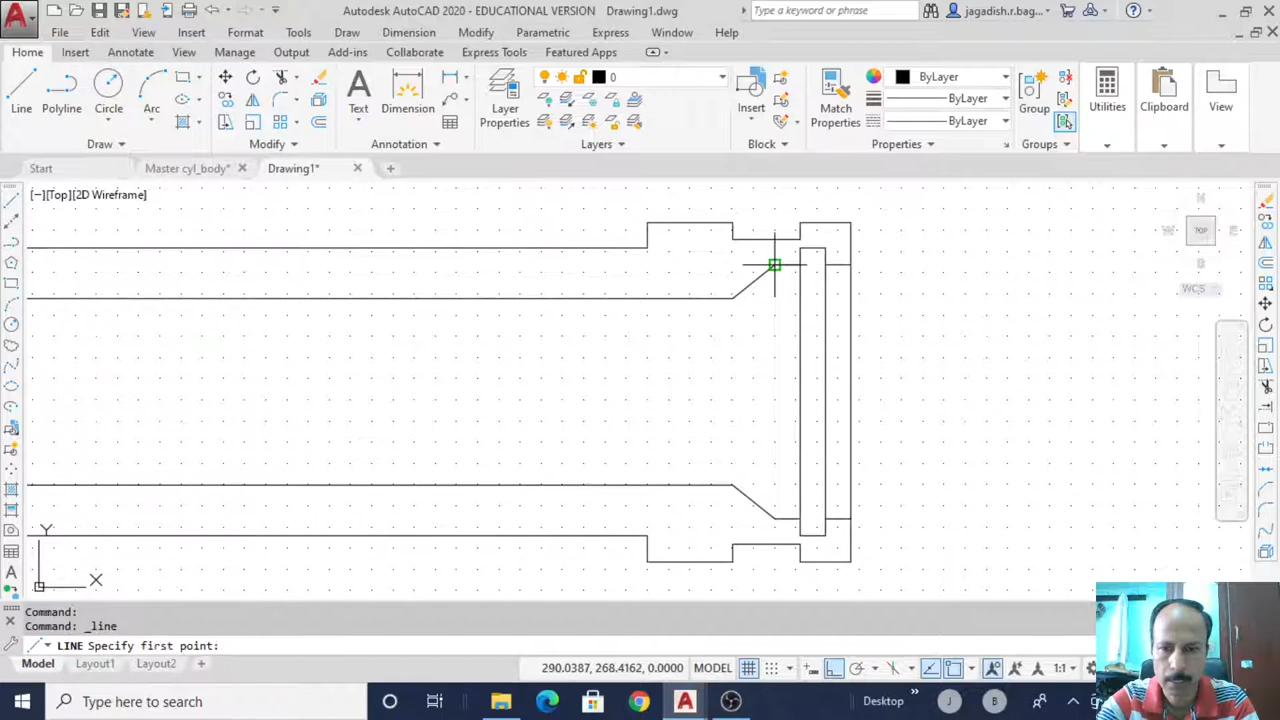 Autodesk AutoCAD 2020 - EDUCATIONAL VERSION Drawing1.dwg
Type a keyword or phrase
jagadish.r.bag...
File Edit View Insert Format Tools Draw Dimension Modify Parametric Express Window Help
Home Insert Annotate View Manage Output Add-ins Collaborate Express Tools Featured Apps
Line Polyline Circle Arc
Text Dimension
Layer Properties
0
Insert
Match Properties
ByLayer
ByLayer
ByLayer
Group
Utilities
Clipboard
View
Draw Modify Annotation Layers Block Properties Groups
Start Master cyl_body* Drawing1*
[−][Top][2D Wireframe]
TOP
WCS
Y
X
Command:
Command: _line
LINE Specify first point:
Model Layout1 Layout2
290.0387, 268.4162, 0.0000 MODEL 1:1
Type here to search
Desktop
J
B